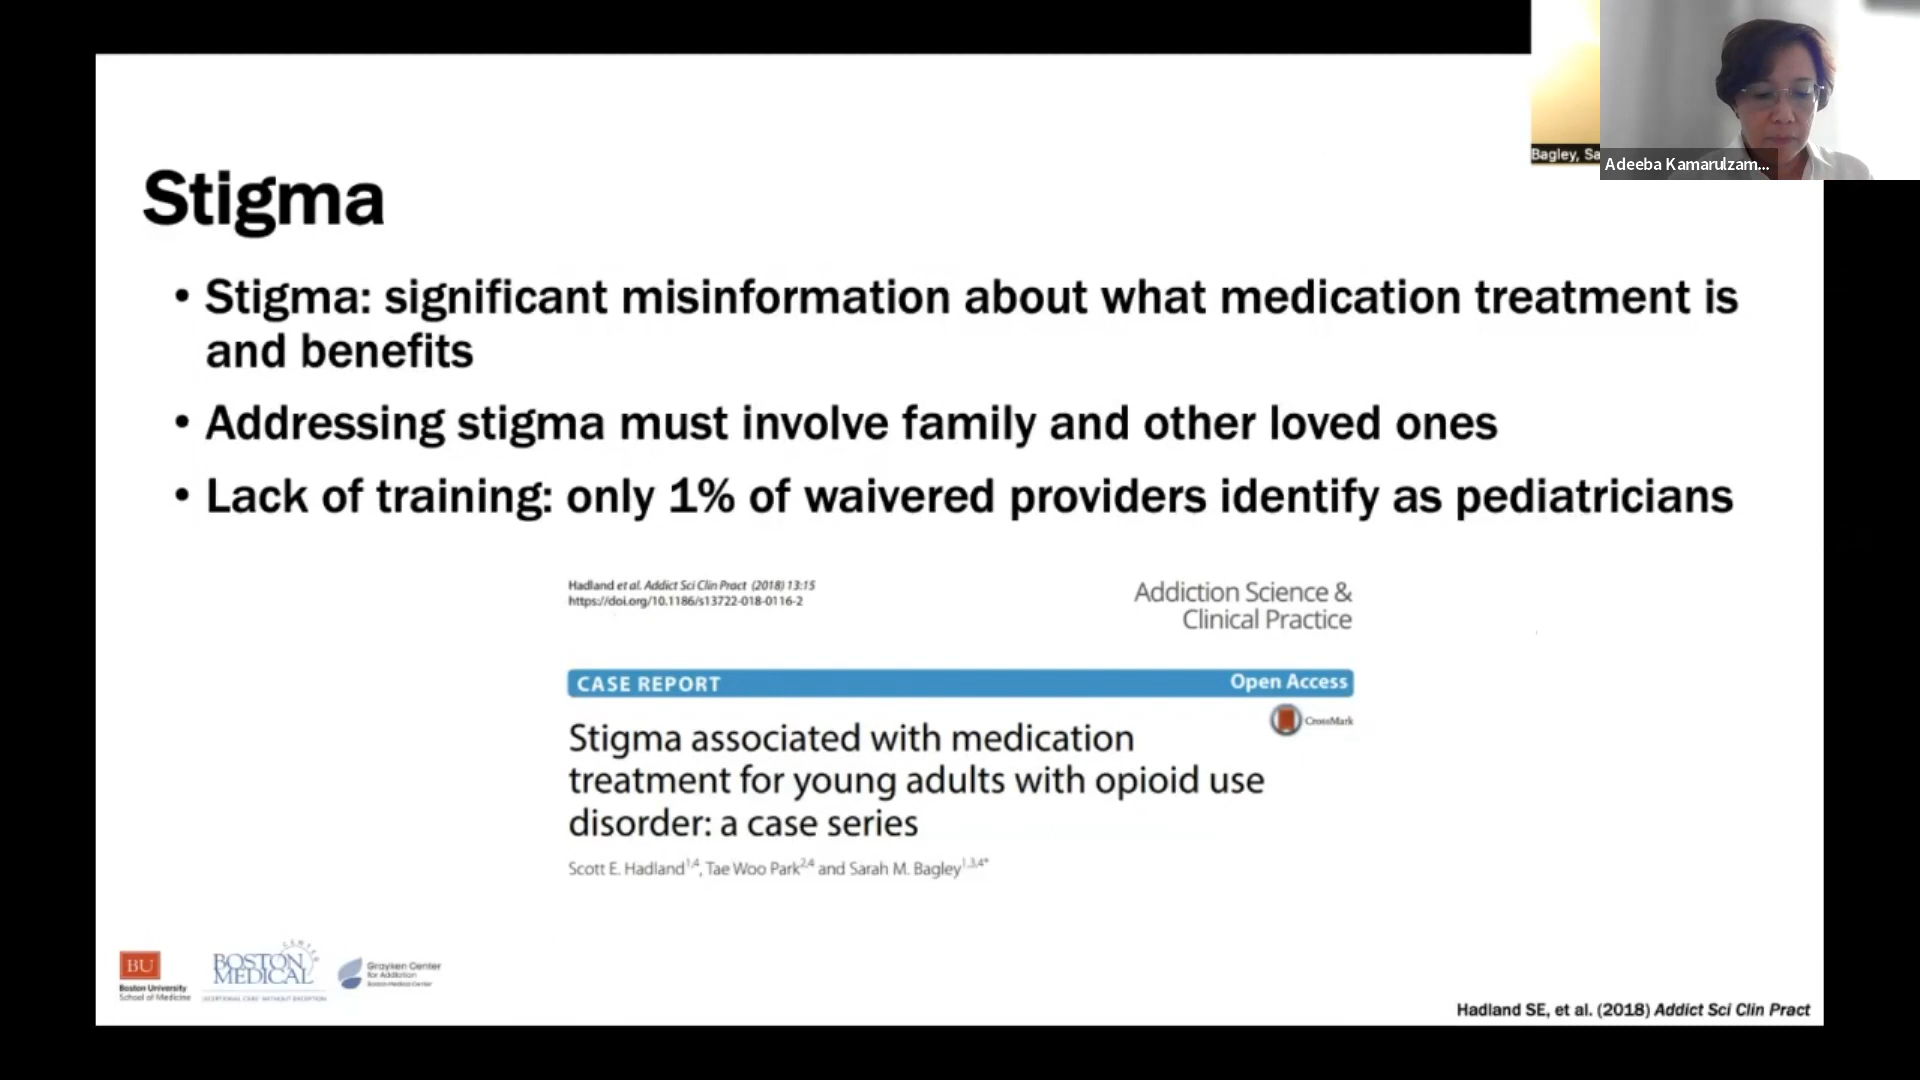 Bagley, Sa
Adeeba Kamarulzam...
Stigma
• Stigma: significant misinformation about what medication treatment is
and benefits
• Addressing stigma must involve family and other loved ones
• Lack of training: only 1% of waivered providers identify as pediatricians
Hadland et al. Addict Sci Clin Pract (2018) 13:15
https://doi.org/10.1186/s13722-018-0116-2
Addiction Science &
Clinical Practice
CASE REPORT
Open Access
CrossMark
Stigma associated with medication
treatment for young adults with opioid use
disorder: a case series
Scott E. Hadland1,4, Tae Woo Park2,4 and Sarah M. Bagley1,3,4*
BU
Boston University
School of Medicine
BOSTON
MEDICAL
CENTER
EXCEPTIONAL CARE WITHOUT EXCEPTION
Grayken Center
for Addiction
Boston Medical Center
Hadland SE, et al. (2018) Addict Sci Clin Pract